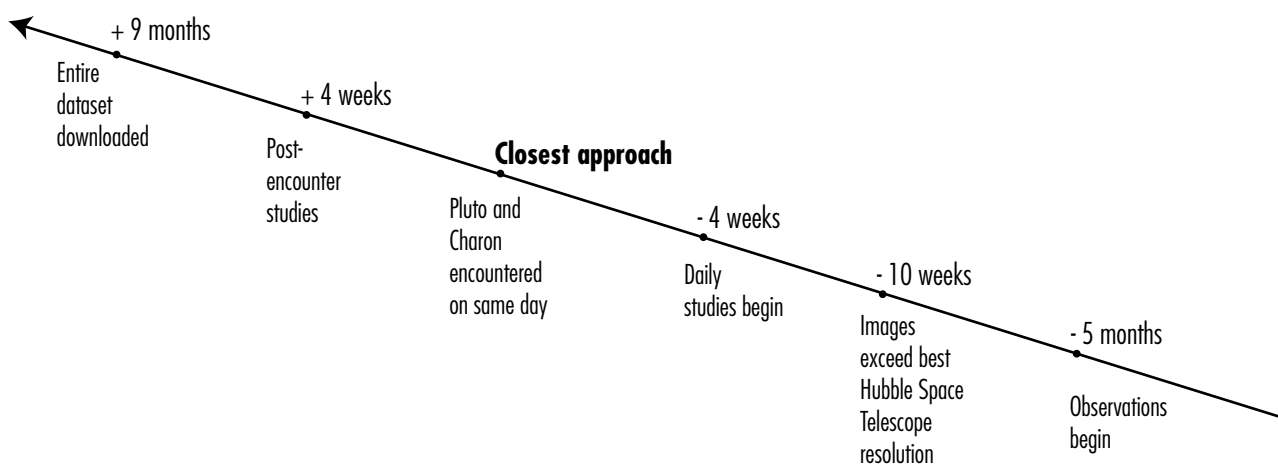 + 9 months
Entire
dataset
downloaded
+ 4 weeks
Post-
encounter
studies
Closest approach
Pluto and
Charon
encountered
on same day
- 4 weeks
Daily
studies begin
- 10 weeks
Images
exceed best
Hubble Space
Telescope
resolution
- 5 months
Observations
begin